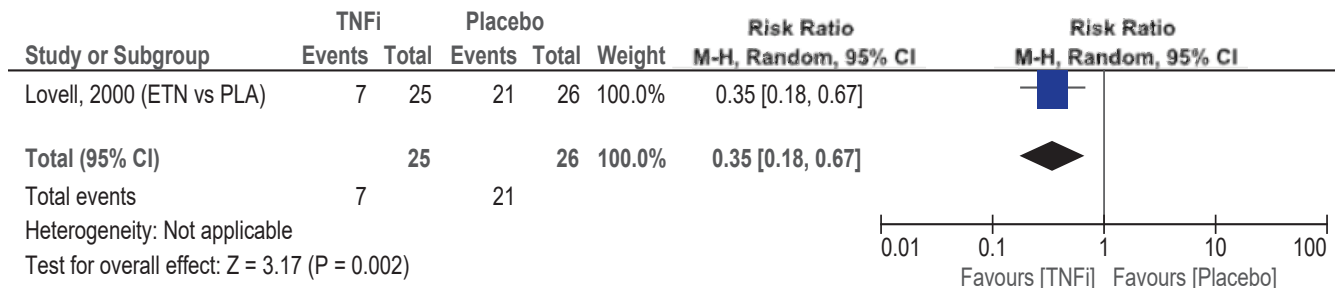 TNFi Placebo Risk Ratio Risk Ratio
Study or Subgroup Events Total Events Total Weight M-H, Random, 95% CI M-H, Random, 95% CI
Lovell, 2000 (ETN vs PLA) 7 25 21 26 100.0% 0.35 [0.18, 0.67]
Total (95% CI) 25 26 100.0% 0.35 [0.18, 0.67]
Total events 7 21
Heterogeneity: Not applicable
Test for overall effect: Z = 3.17 (P = 0.002)
0.01 0.1 1 10 100
Favours [TNFi] Favours [Placebo]